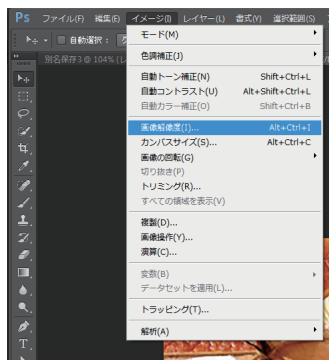 Ps ファイル(F) 編集(E) イメージ(I) レイヤー(L) 書式(Y) 選択範囲(S)
自動選択：
別名保存3 @ 104% (レ
モード(M)
色調補正(J)
自動トーン補正(N) Shift+Ctrl+L
自動コントラスト(U) Alt+Shift+Ctrl+L
自動カラー補正(O) Shift+Ctrl+B
画像解像度(I)... Alt+Ctrl+I
カンバスサイズ(S)... Alt+Ctrl+C
画像の回転(G)
切り抜き(P)
トリミング(R)...
すべての領域を表示(V)
複製(D)...
画像操作(Y)...
演算(C)...
変数(B)
データセットを適用(L)...
トラッピング(T)...
解析(A)
T